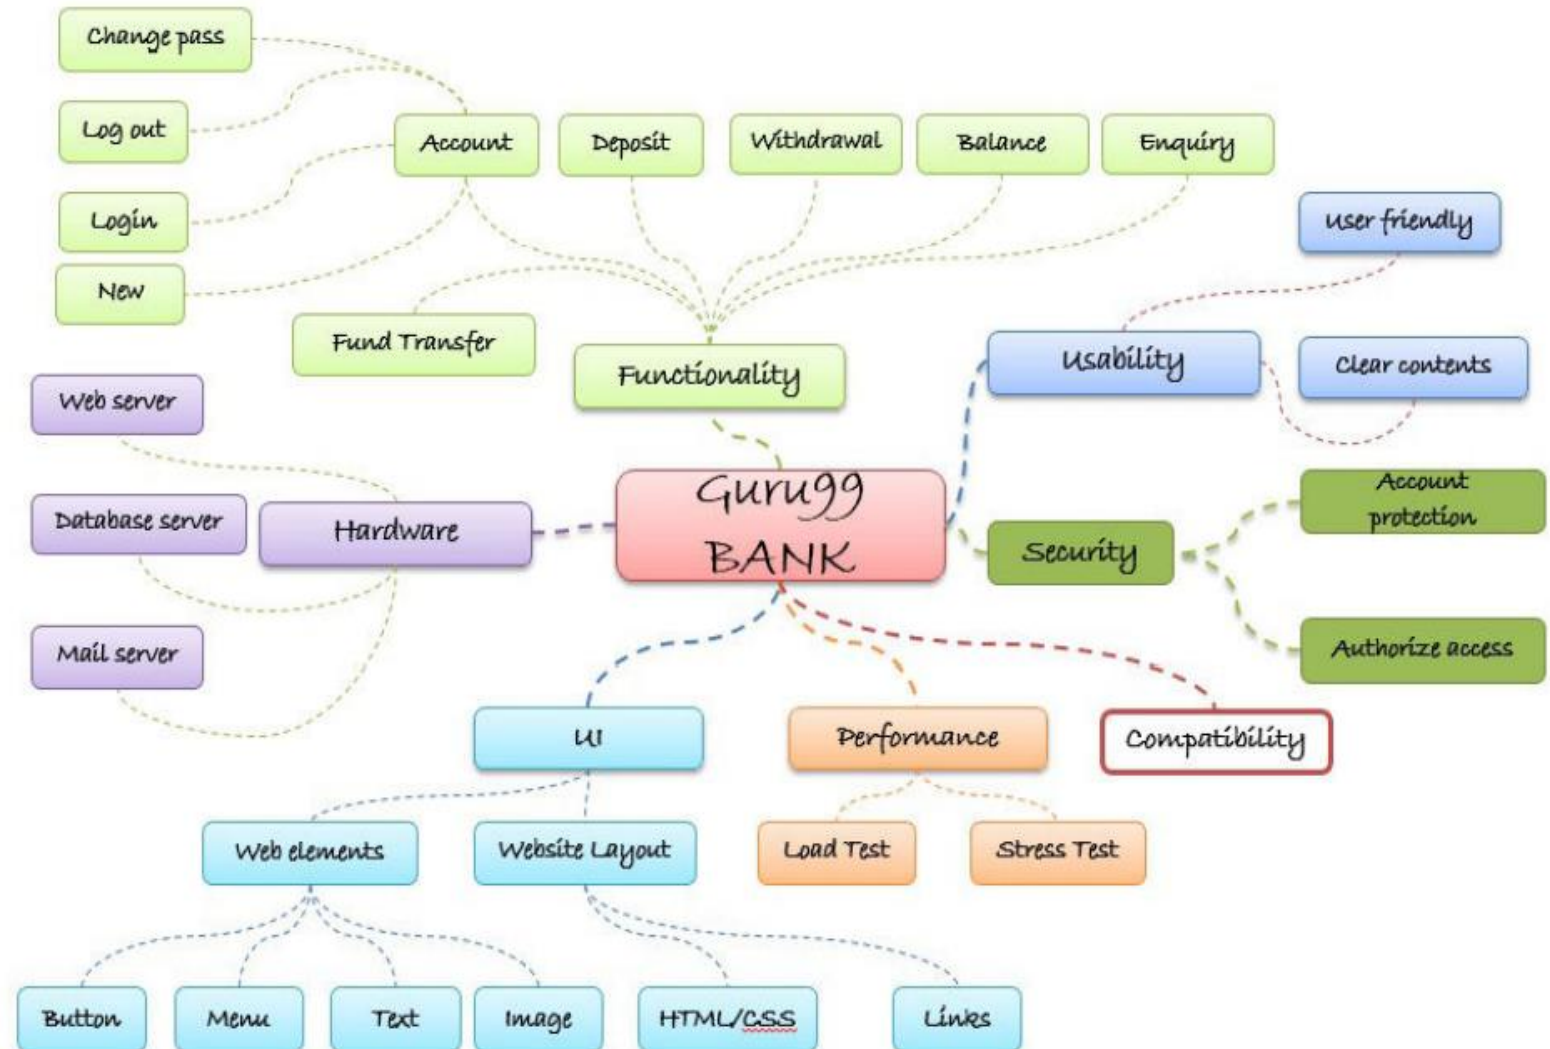 Change pass
Log out
Account
Deposit
Withdrawal
Balance
Enquiry
Login
User friendly
New
Fund Transfer
Functionality
Usability
Clear contents
Web server
Guru99
BANK
Account
protection
Database server
Hardware
Security
Mail server
Authorize access
UI
Performance
Compatibility
Web elements
Website Layout
Load Test
Stress Test
Button
Menu
Text
Image
HTML/CSS
Links